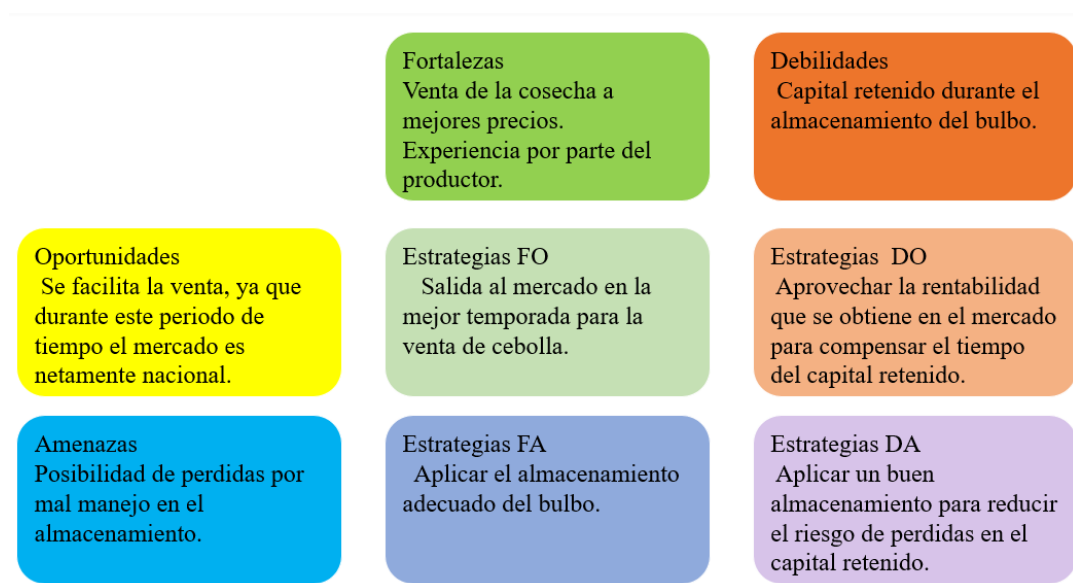 Fortalezas
Venta de la cosecha a
mejores precios.
Experiencia por parte del
productor.
Debilidades
Capital retenido durante el
almacenamiento del bulbo.
Oportunidades
Se facilita la venta, ya que
durante este periodo de
tiempo el mercado es
netamente nacional.
Estrategias FO
Salida al mercado en la
mejor temporada para la
venta de cebolla.
Estrategias DO
Aprovechar la rentabilidad
que se obtiene en el mercado
para compensar el tiempo
del capital retenido.
Amenazas
Posibilidad de perdidas por
mal manejo en el
almacenamiento.
Estrategias FA
Aplicar el almacenamiento
adecuado del bulbo.
Estrategias DA
Aplicar un buen
almacenamiento para reducir
el riesgo de perdidas en el
capital retenido.